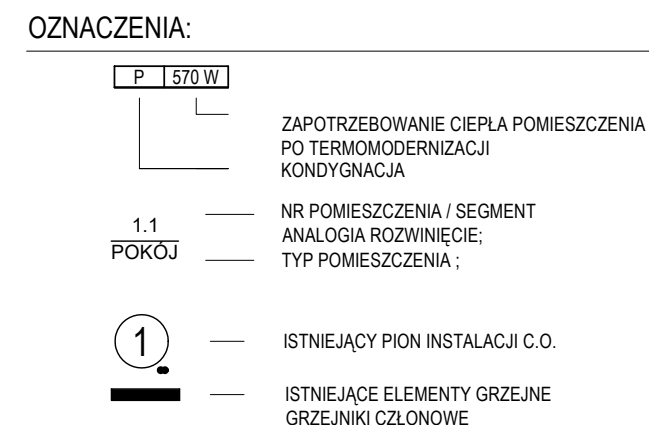 OZNACZENIA:
P 570 W
ZAPOTRZEBOWANIE CIEPŁA POMIESZCZENIA
PO TERMOMODERNIZACJI
KONDYGNACJA
1.1
POKÓJ
NR POMIESZCZENIA / SEGMENT
ANALOGIA ROZWINIĘCIE;
TYP POMIESZCZENIA ;
1
ISTNIEJĄCY PION INSTALACJI C.O.
ISTNIEJĄCE ELEMENTY GRZEJNE
GRZEJNIKI CZŁONOWE